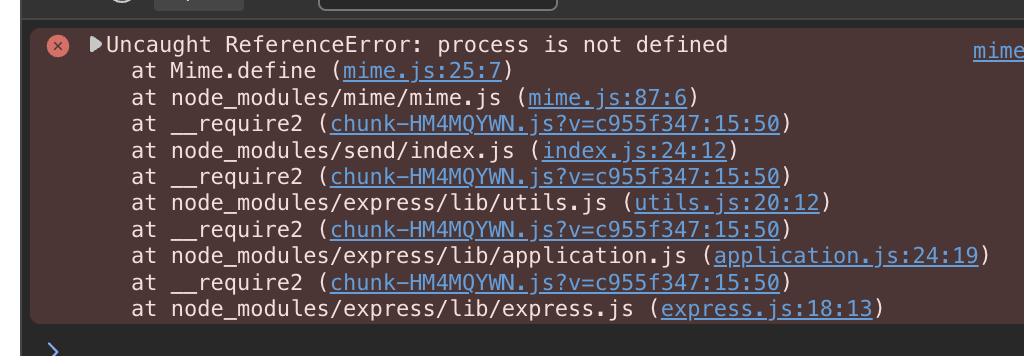 Uncaught ReferenceError: process is not defined
mime
at Mime.define (mime.js:25:7)
at node_modules/mime/mime.js (mime.js:87:6)
at __require2 (chunk-HM4MQYWN.js?v=c955f347:15:50)
at node_modules/send/index.js (index.js:24:12)
at __require2 (chunk-HM4MQYWN.js?v=c955f347:15:50)
at node_modules/express/lib/utils.js (utils.js:20:12)
at __require2 (chunk-HM4MQYWN.js?v=c955f347:15:50)
at node_modules/express/lib/application.js (application.js:24:19)
at __require2 (chunk-HM4MQYWN.js?v=c955f347:15:50)
at node_modules/express/lib/express.js (express.js:18:13)